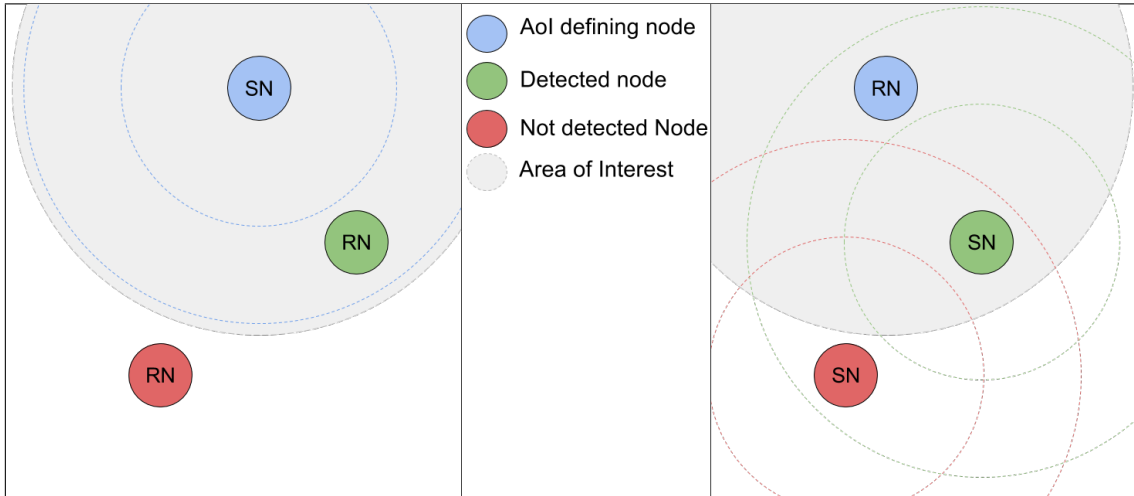 SN
RN
RN
AoI defining node
Detected node
Not detected Node
Area of Interest
RN
SN
SN